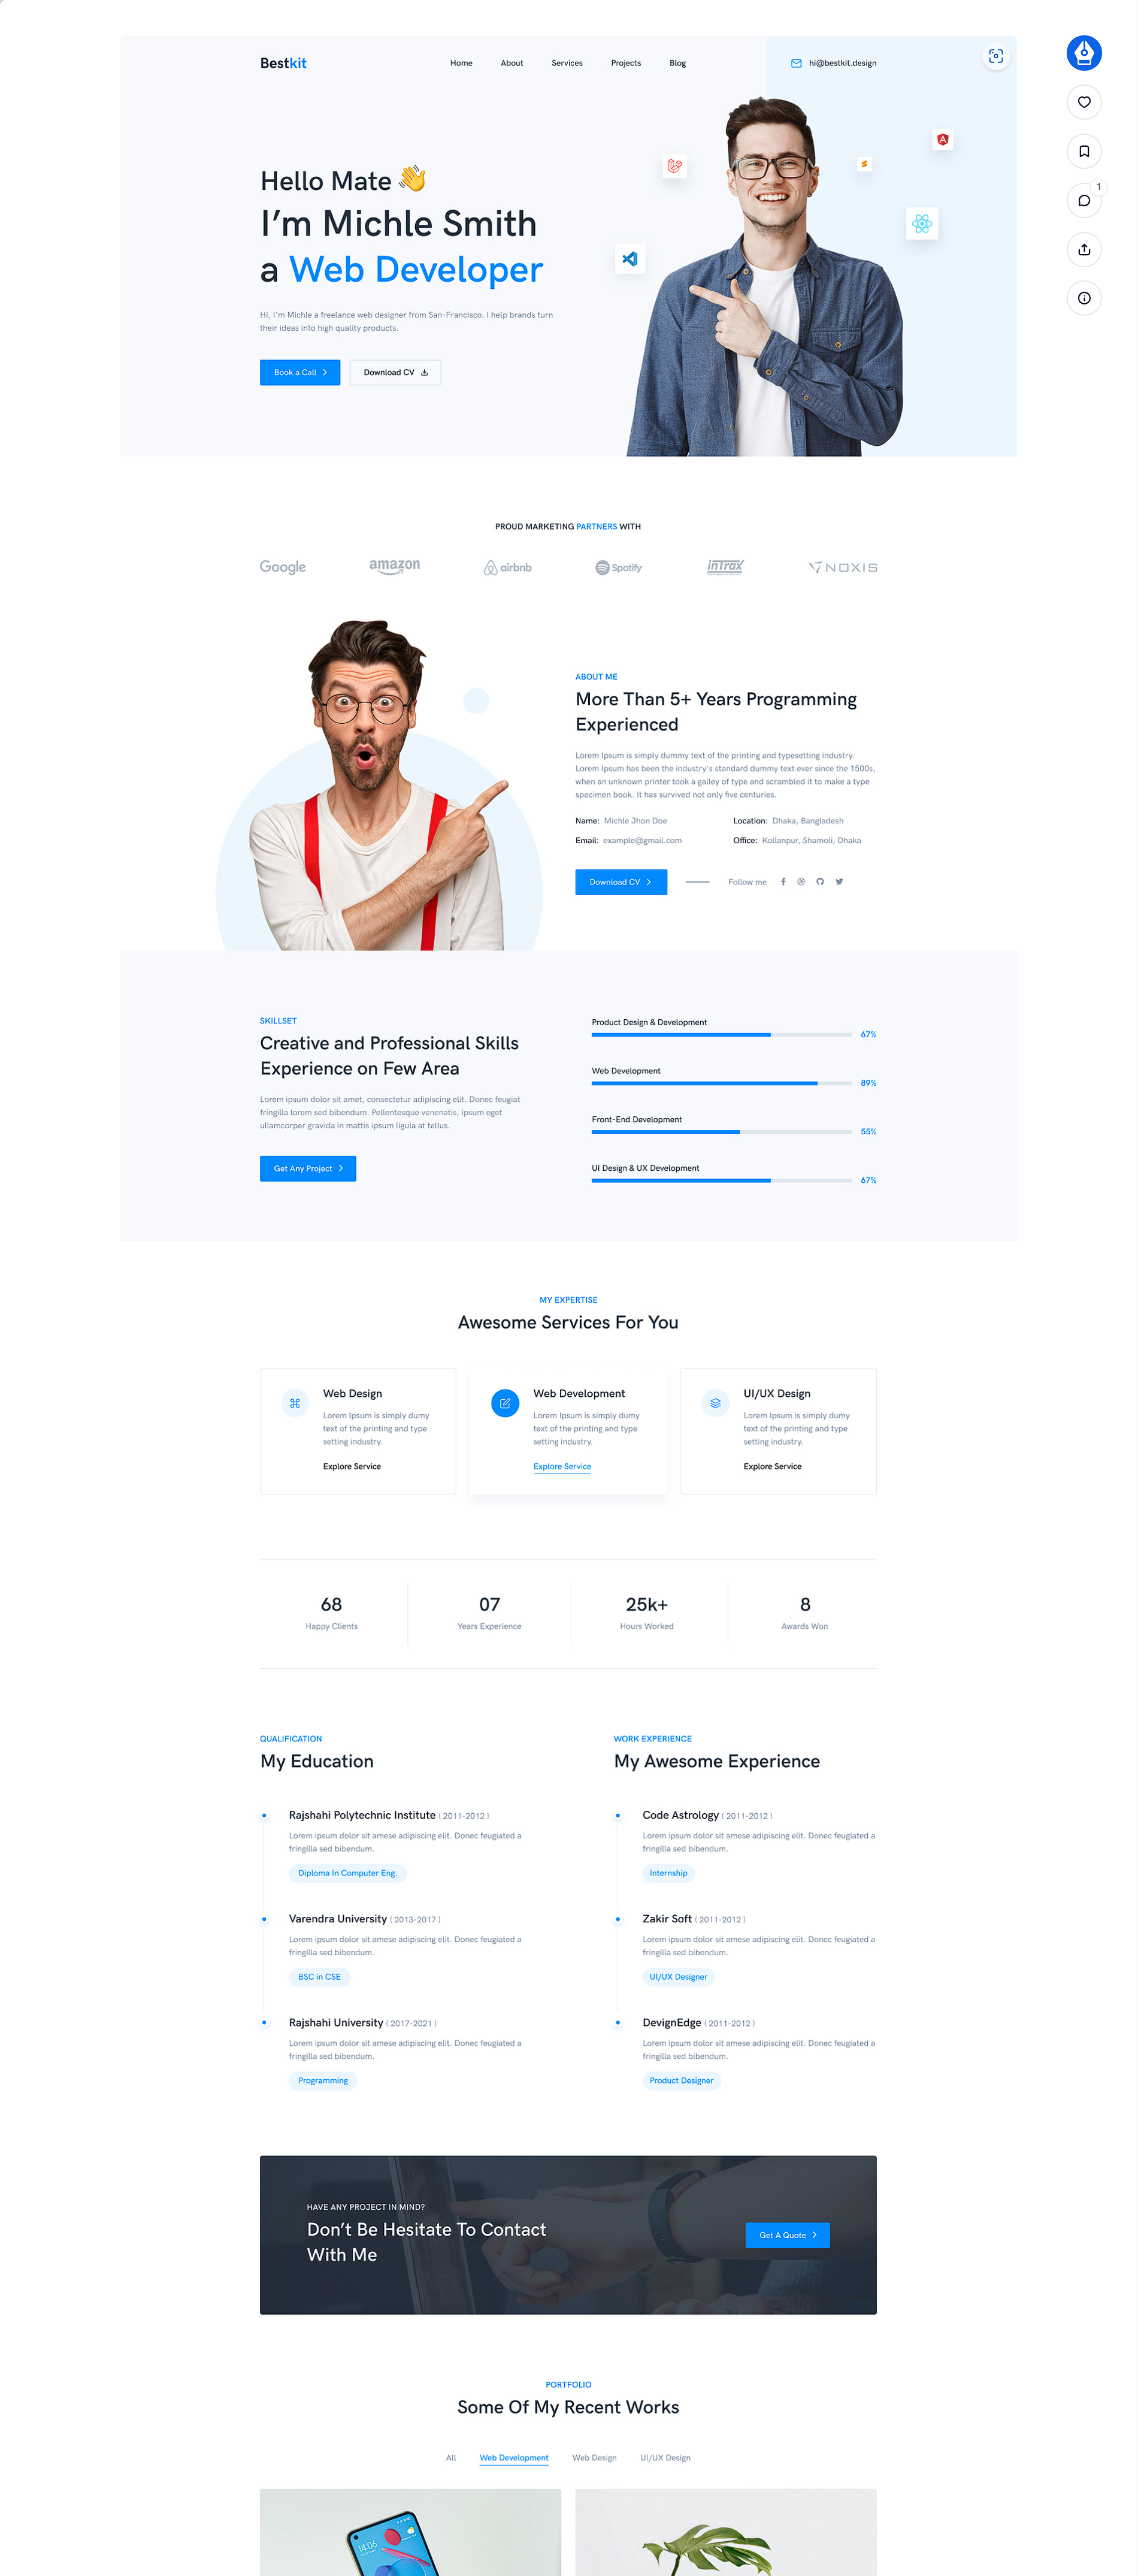 Bestkit
Home About Services Projects Blog
hi@bestkit.design
1
Hello Mate 👋
I'm Michle Smith
a Web Developer
Hi, I'm Michle a freelance web designer from San-Francisco. I help brands turn
their ideas into high quality products.
Book a Call
Download CV
PROUD MARKETING PARTNERS WITH
Google amazon airbnb Spotify inTrax NOXIS
ABOUT ME
More Than 5+ Years Programming
Experienced
Lorem Ipsum is simply dummy text of the printing and typesetting industry.
Lorem Ipsum has been the industry's standard dummy text ever since the 1500s,
when an unknown printer took a galley of type and scrambled it to make a type
specimen book. It has survived not only five centuries.
Name: Michle Jhon Doe
Location: Dhaka, Bangladesh
Email: example@gmail.com
Office: Kollanpur, Shamoli, Dhaka
Download CV
Follow me
SKILLSET
Creative and Professional Skills
Experience on Few Area
Lorem ipsum dolor sit amet, consectetur adipiscing elit. Donec feugiat
fringilla lorem sed bibendum. Pellentesque venenatis, ipsum eget
ullamcorper gravida in mattis ipsum ligula at tellus.
Get Any Project
Product Design & Development
67%
Web Development
89%
Front-End Development
55%
UI Design & UX Development
67%
MY EXPERTISE
Awesome Services For You
Web Design
Lorem Ipsum is simply dumy
text of the printing and type
setting industry.
Explore Service
Web Development
Lorem Ipsum is simply dumy
text of the printing and type
setting industry.
Explore Service
UI/UX Design
Lorem Ipsum is simply dumy
text of the printing and type
setting industry.
Explore Service
68
Happy Clients
07
Years Experience
25k+
Hours Worked
8
Awards Won
QUALIFICATION
My Education
Rajshahi Polytechnic Institute ( 2011-2012 )
Lorem ipsum dolor sit amese adipiscing elit. Donec feugiated a
fringilla sed bibendum.
Diploma In Computer Eng.
Varendra University ( 2013-2017 )
Lorem ipsum dolor sit amese adipiscing elit. Donec feugiated a
fringilla sed bibendum.
BSC in CSE
Rajshahi University ( 2017-2021 )
Lorem ipsum dolor sit amese adipiscing elit. Donec feugiated a
fringilla sed bibendum.
Programming
WORK EXPERIENCE
My Awesome Experience
Code Astrology ( 2011-2012 )
Lorem ipsum dolor sit amese adipiscing elit. Donec feugiated a
fringilla sed bibendum.
Internship
Zakir Soft ( 2011-2012 )
Lorem ipsum dolor sit amese adipiscing elit. Donec feugiated a
fringilla sed bibendum.
UI/UX Designer
DevignEdge ( 2011-2012 )
Lorem ipsum dolor sit amese adipiscing elit. Donec feugiated a
fringilla sed bibendum.
Product Designer
HAVE ANY PROJECT IN MIND?
Don't Be Hesitate To Contact
With Me
Get A Quote
PORTFOLIO
Some Of My Recent Works
All Web Development Web Design UI/UX Design
14:06